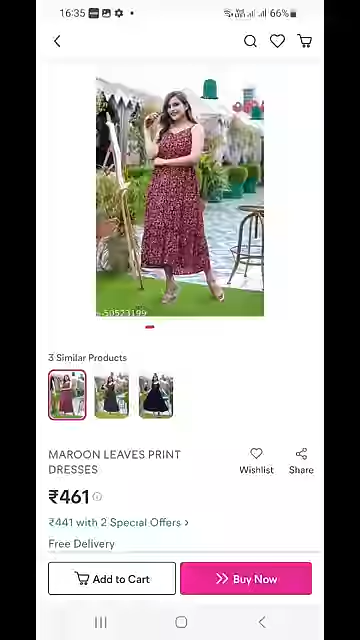 16:35
66%
s-50523199
3 Similar Products
MAROON LEAVES PRINT
DRESSES
Wishlist
Share
₹461
₹441 with 2 Special Offers >
Free Delivery
Add to Cart
Buy Now